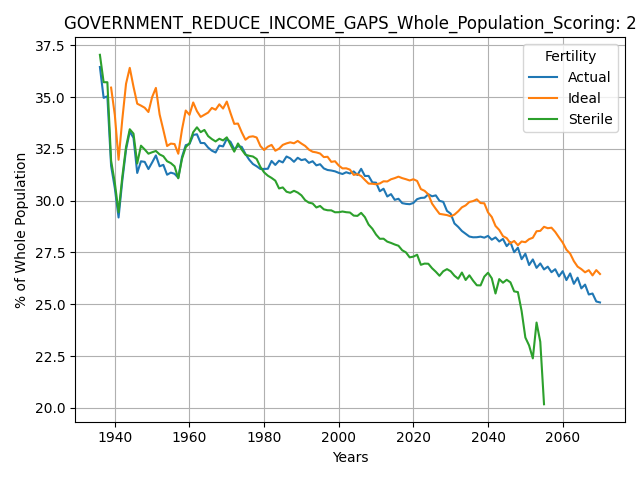 GOVERNMENT_REDUCE_INCOME_GAPS_Whole_Population_Scoring: 2
37.5
35.0
32.5
30.0
27.5
25.0
22.5
20.0
% of Whole Population
Fertility
Actual
Ideal
Sterile
1940 1960 1980 2000 2020 2040 2060
Years